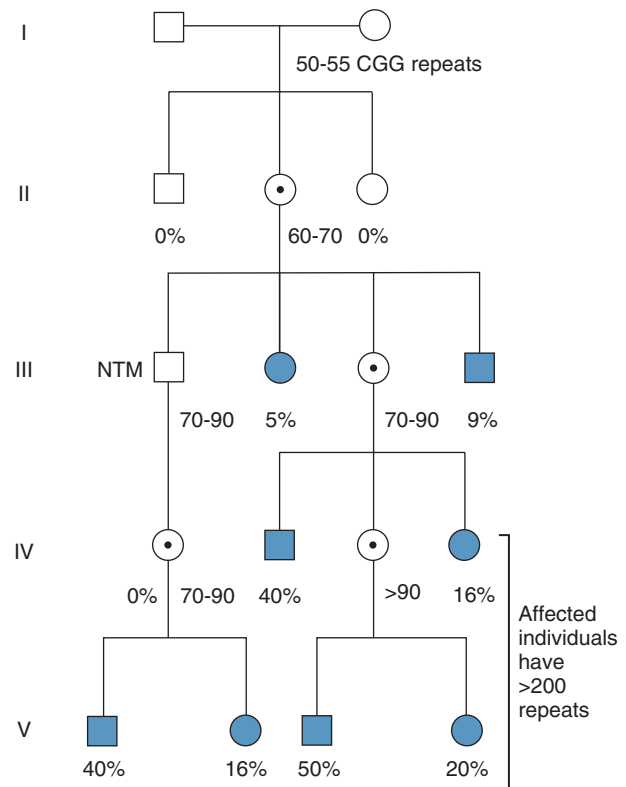 I
50-55 CGG repeats
II
0%
60-70
0%
III
NTM
70-90
5%
70-90
9%
IV
0%
70-90
40%
>90
16%
Affected
individuals
have
>200
repeats
V
40%
16%
50%
20%